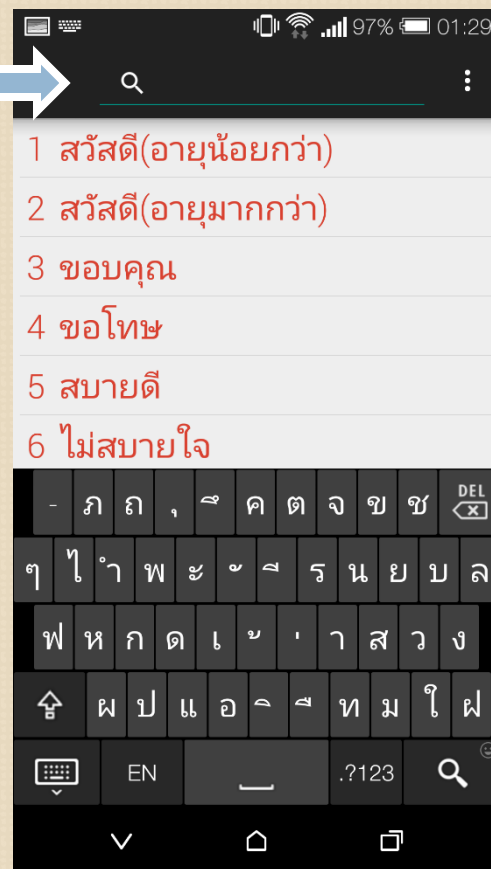 97% 01:29
1 สวัสดี(อายุน้อยกว่า)
2 สวัสดี(อายุมากกว่า)
3 ขอบคุณ
4 ขอโทษ
5 สบายดี
6 ไม่สบายใจ
- ภ ถ ุ ึ ค ต จ ข ช DEL
ๆ ไ ำ พ ะ ั ี ร น ย บ ล
ฟ ห ก ด เ ้ ่ า ส ว ง
ผ ป แ อ ิ ื ท ม ใ ฝ
EN .?123